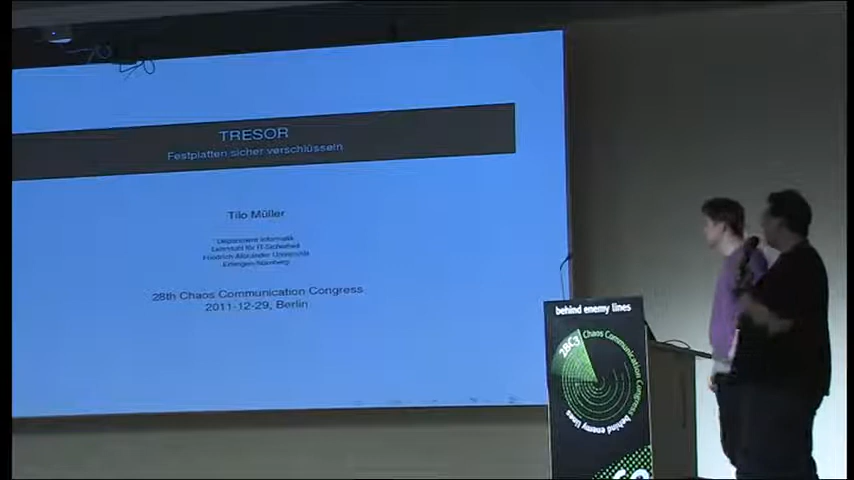 TRESOR
Festplatten sicher verschlüsseln
Tilo Müller
Department Informatik
Lehrstuhl für IT-Sicherheit
Friedrich-Alexander Universität
Erlangen-Nürnberg
28th Chaos Communication Congress
2011-12-29, Berlin
behind enemy lines
28C3 Chaos Communication Congress
behind enemy lines